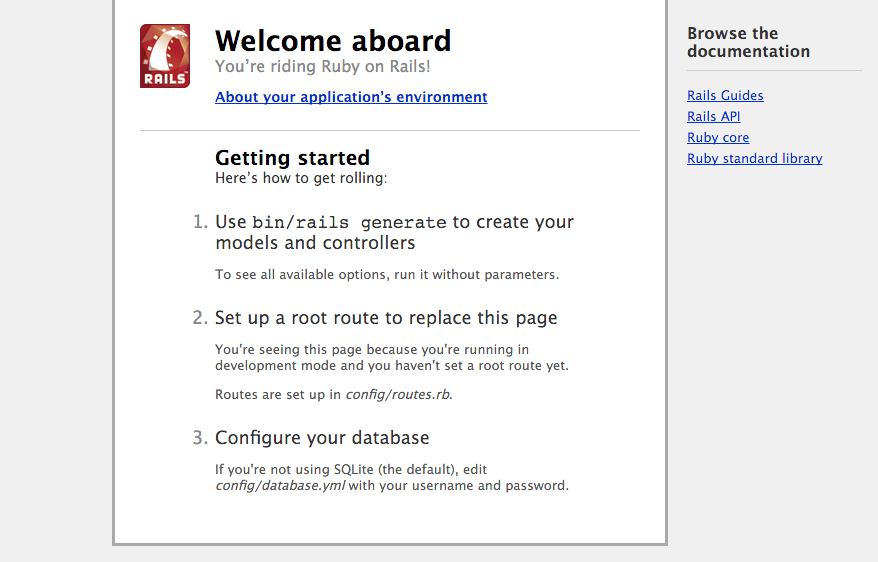 RAILS
Welcome aboard
You’re riding Ruby on Rails!
About your application’s environment
Getting started
Here’s how to get rolling:
1. Use bin/rails generate to create your
models and controllers
To see all available options, run it without parameters.
2. Set up a root route to replace this page
You're seeing this page because you're running in
development mode and you haven't set a root route yet.
Routes are set up in config/routes.rb.
3. Configure your database
If you're not using SQLite (the default), edit
config/database.yml with your username and password.
Browse the
documentation
Rails Guides
Rails API
Ruby core
Ruby standard library